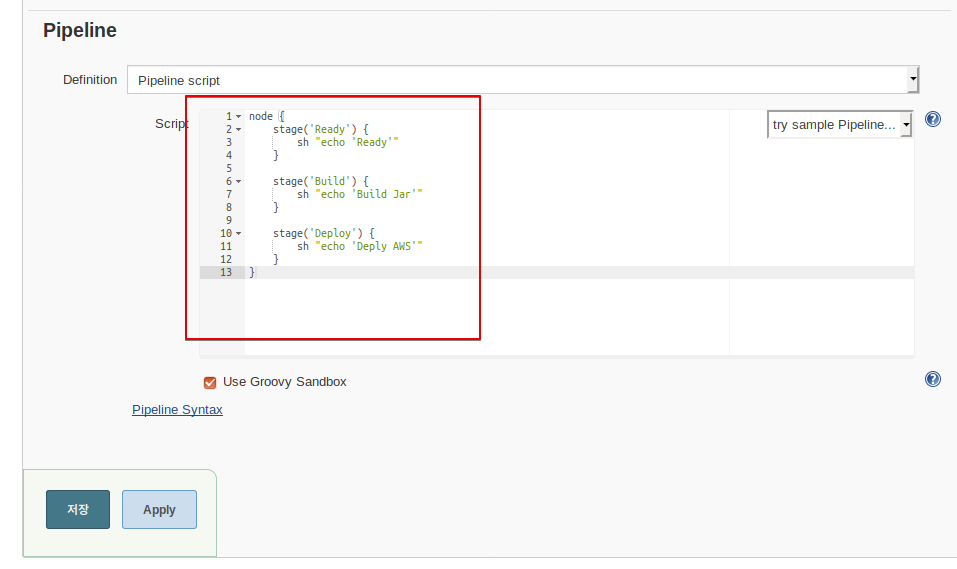 Pipeline
Definition Pipeline script
Script try sample Pipeline...
1 node {
2 stage('Ready') {
3 sh "echo 'Ready'"
4 }
5
6 stage('Build') {
7 sh "echo 'Build Jar'"
8 }
9
10 stage('Deploy') {
11 sh "echo 'Deply AWS'"
12 }
13 }
Use Groovy Sandbox
Pipeline Syntax
저장 Apply